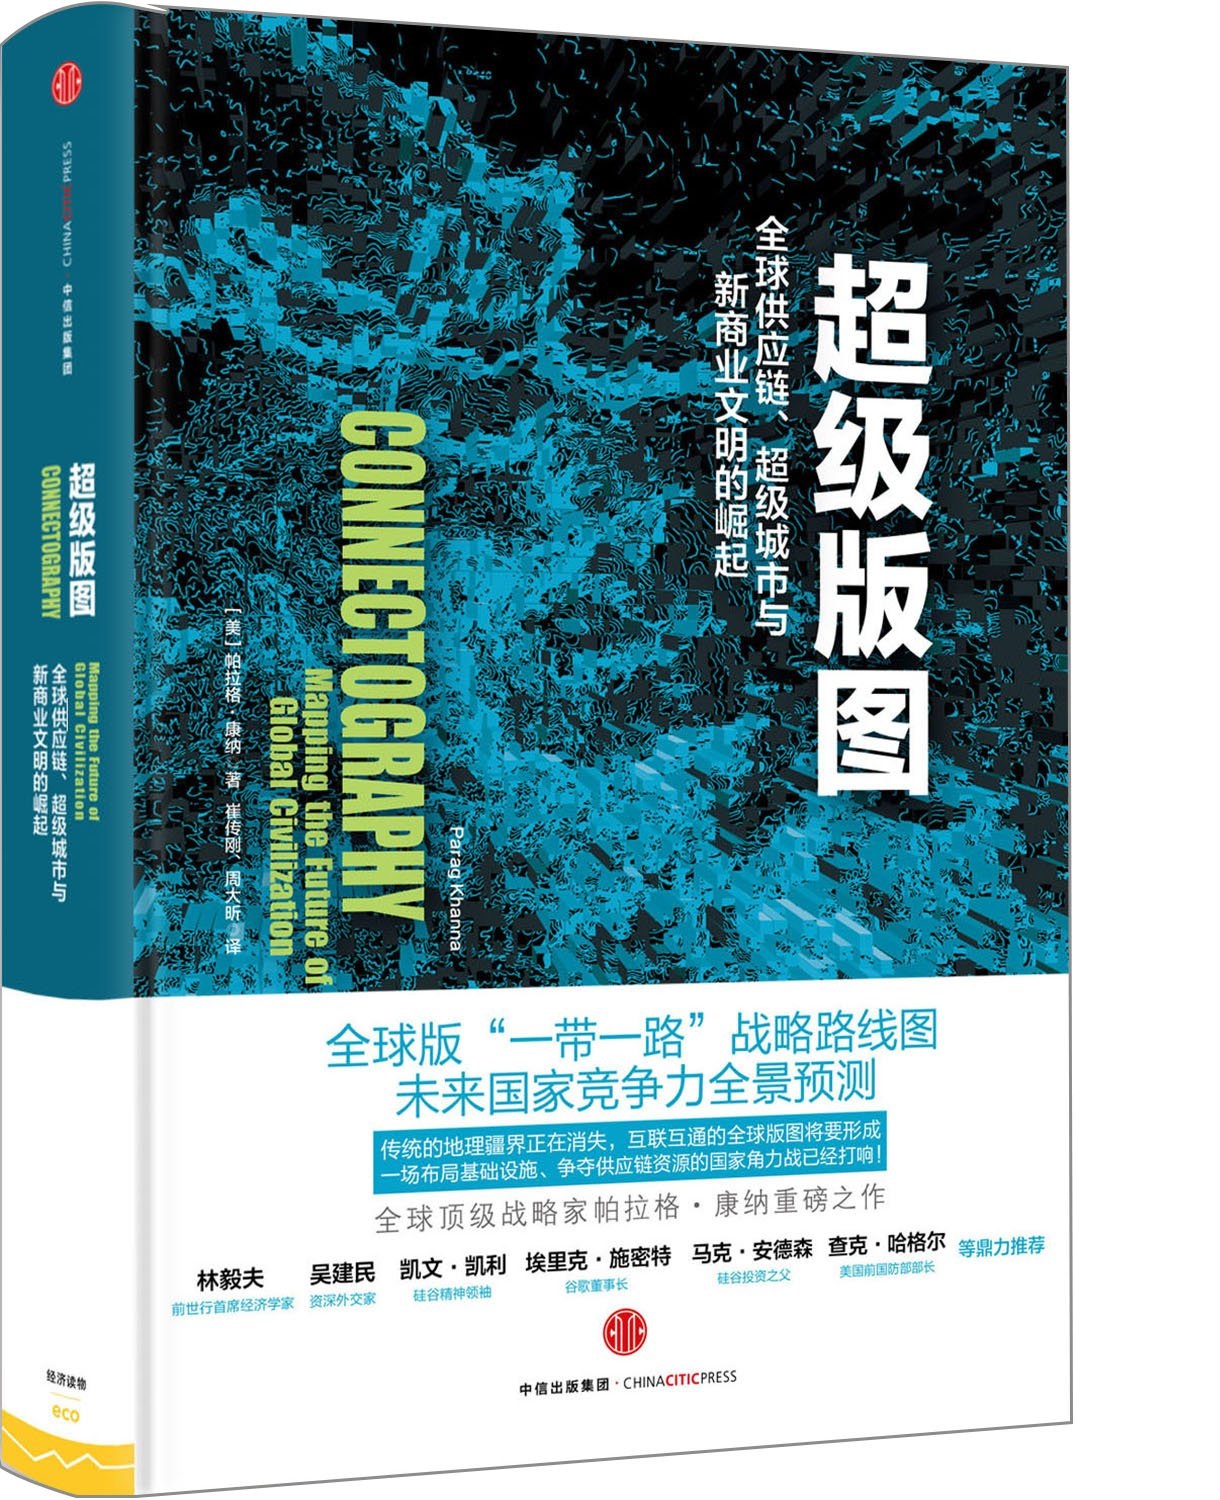 CHINACITICPRESS · 中信出版集团
超级版图
CONNECTOGRAPHY
Mapping the Future of
Global Civilization
全球供应链、超级城市与
新商业文明的崛起
经济读物
eco
超级版图
全球供应链、超级城市与
新商业文明的崛起
Parag Khanna
CONNECTOGRAPHY
Mapping the Future of
Global Civilization
[美] 帕拉格·康纳 著 崔传刚、周大昕 译
全球版“一带一路”战略路线图
未来国家竞争力全景预测
传统的地理疆界正在消失，互联互通的全球版图将要形成
一场布局基础设施、争夺供应链资源的国家角力战已经打响！
全球顶级战略家帕拉格·康纳重磅之作
林毅夫 吴建民 凯文·凯利 埃里克·施密特 马克·安德森 查克·哈格尔 等鼎力推荐
前世行首席经济学家 资深外交家 硅谷精神领袖 谷歌董事长 硅谷投资之父 美国前国防部部长
中信出版集团·CHINACITICPRESS